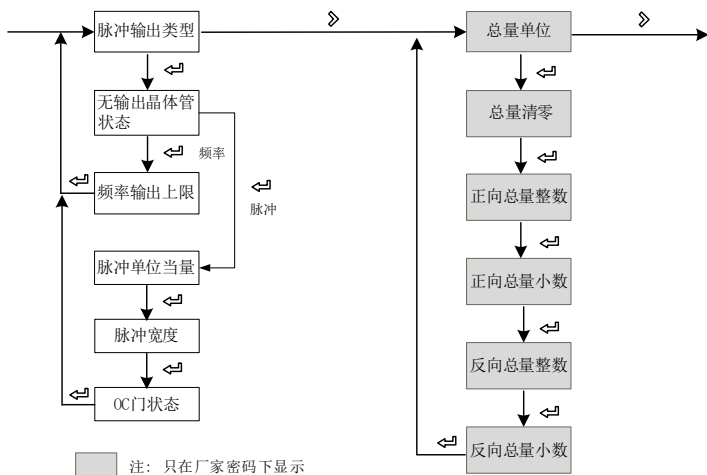 脉冲输出类型
无输出晶体管
状态
频率
频率输出上限
脉冲
脉冲单位当量
脉冲宽度
OC门状态
总量单位
总量清零
正向总量整数
正向总量小数
反向总量整数
反向总量小数
注: 只在厂家密码下显示